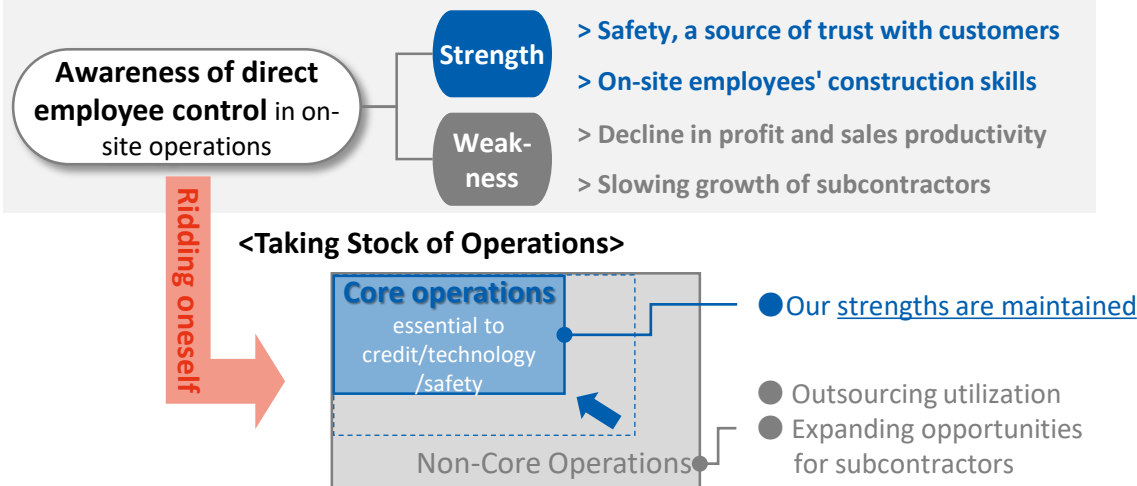 Awareness of direct
employee control in on-
site operations
Strength
> Safety, a source of trust with customers
> On-site employees' construction skills
Weak-
ness
> Decline in profit and sales productivity
> Slowing growth of subcontractors
Ridding oneself
<Taking Stock of Operations>
Core operations
essential to
credit/technology
/safety
Non-Core Operations
●Our strengths are maintained
● Outsourcing utilization
● Expanding opportunities
for subcontractors